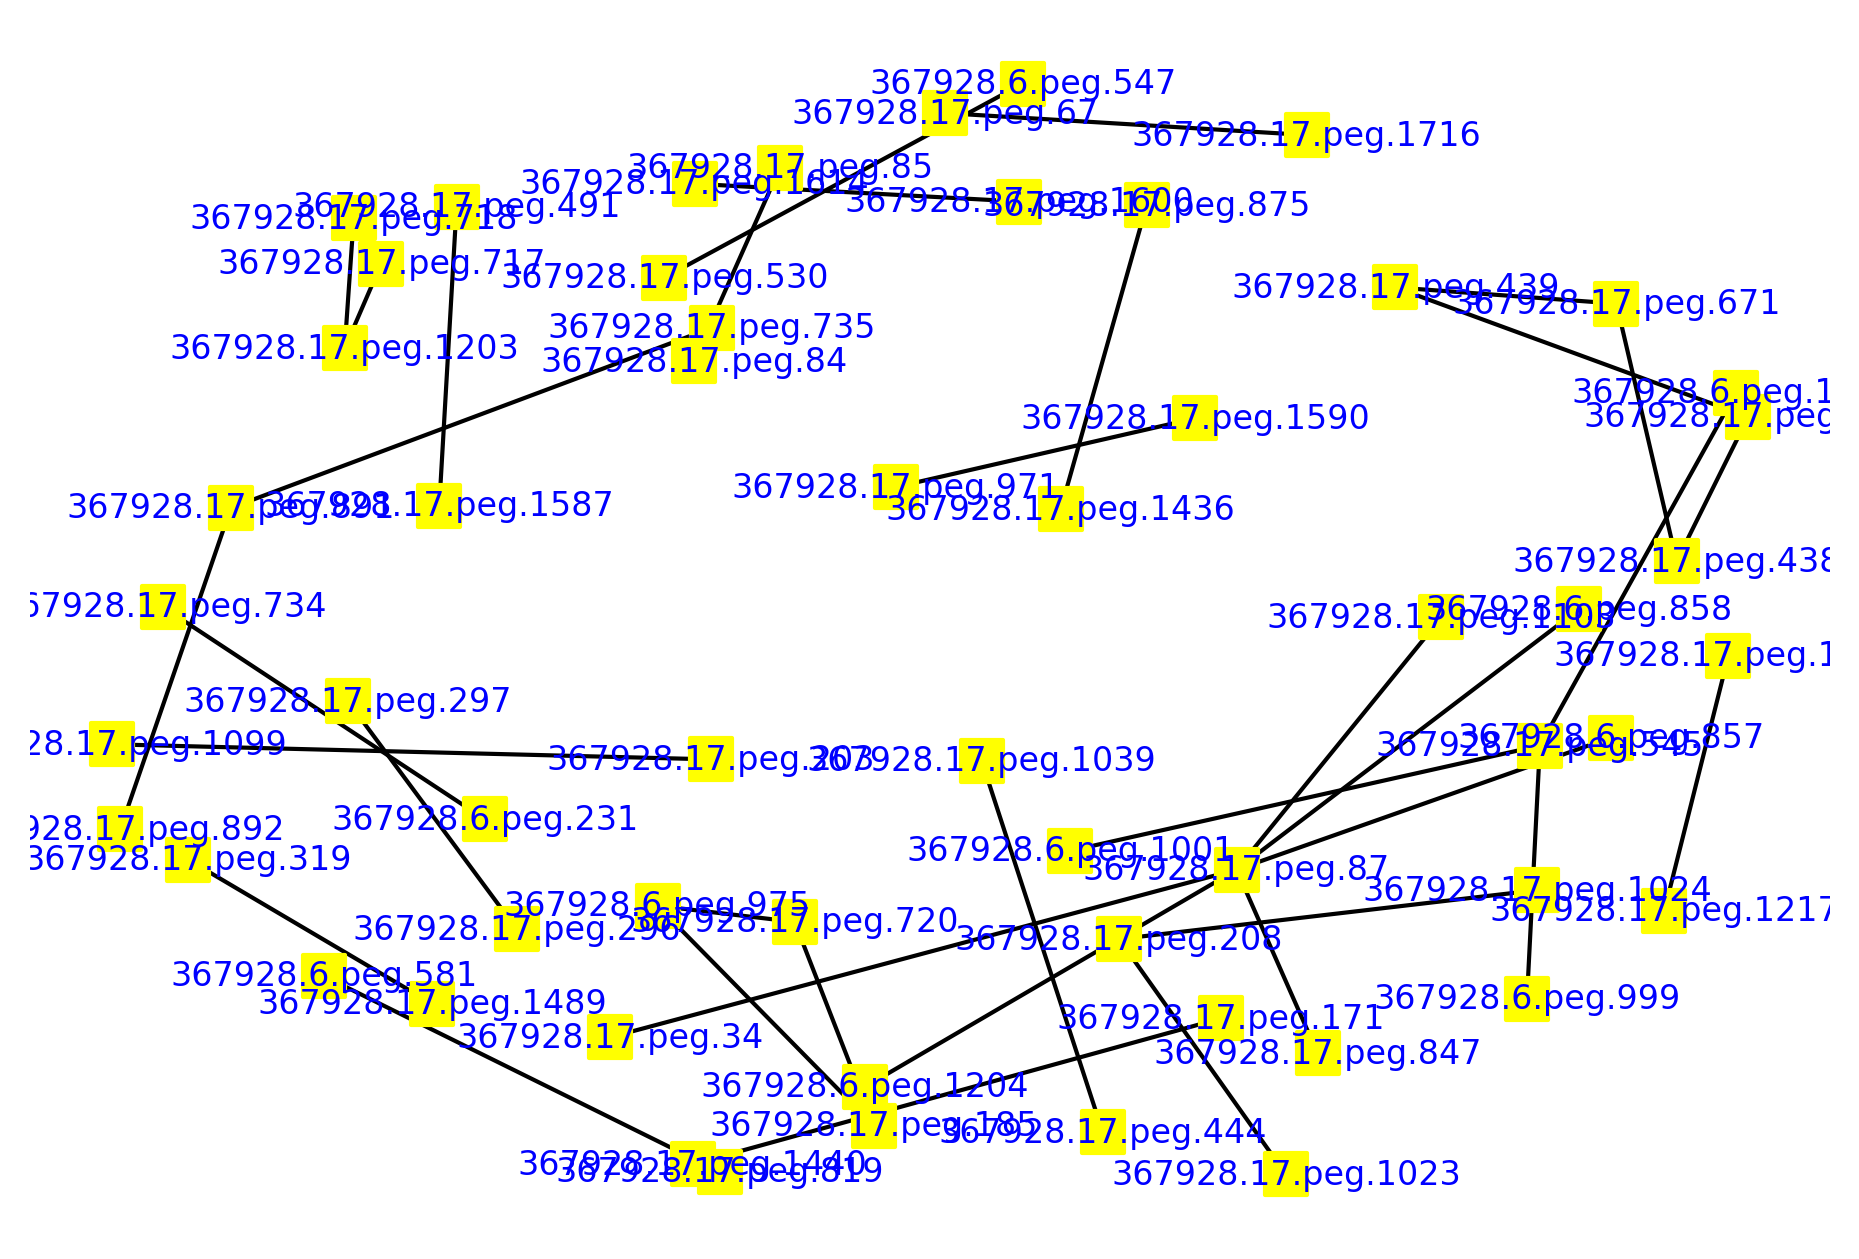 367928.6.peg.547
367928.17.peg.67
367928.17.peg.1716
367928.17.peg.85
367928.17.peg.1614
367928.17.peg.1600
367928.17.peg.875
367928.17.peg.491
367928.17.peg.718
367928.17.peg.717
367928.17.peg.530
367928.17.peg.439
367928.17.peg.671
367928.17.peg.735
367928.17.peg.1203
367928.17.peg.84
367928.6.peg.1
367928.17.peg
367928.17.peg.1590
367928.17.peg.971
367928.17.peg.891
367928.17.peg.1587
367928.17.peg.1436
367928.17.peg.438
67928.17.peg.734
367928.17.peg.1103
367928.6.peg.858
367928.17.peg.1
367928.17.peg.297
28.17.peg.1099
367928.17.peg.203
367928.17.peg.1039
367928.17.peg.545
367928.6.peg.857
928.17.peg.892
367928.6.peg.231
367928.17.peg.319
367928.6.peg.1001
367928.17.peg.87
367928.17.peg.1024
367928.17.peg.1217
367928.6.peg.975
367928.17.peg.720
367928.17.peg.296
367928.17.peg.208
367928.6.peg.581
367928.17.peg.1489
367928.6.peg.999
367928.17.peg.171
367928.17.peg.34
367928.17.peg.847
367928.6.peg.1204
367928.17.peg.185
367928.17.peg.444
367928.17.peg.1440
367928.17.peg.819
367928.17.peg.1023